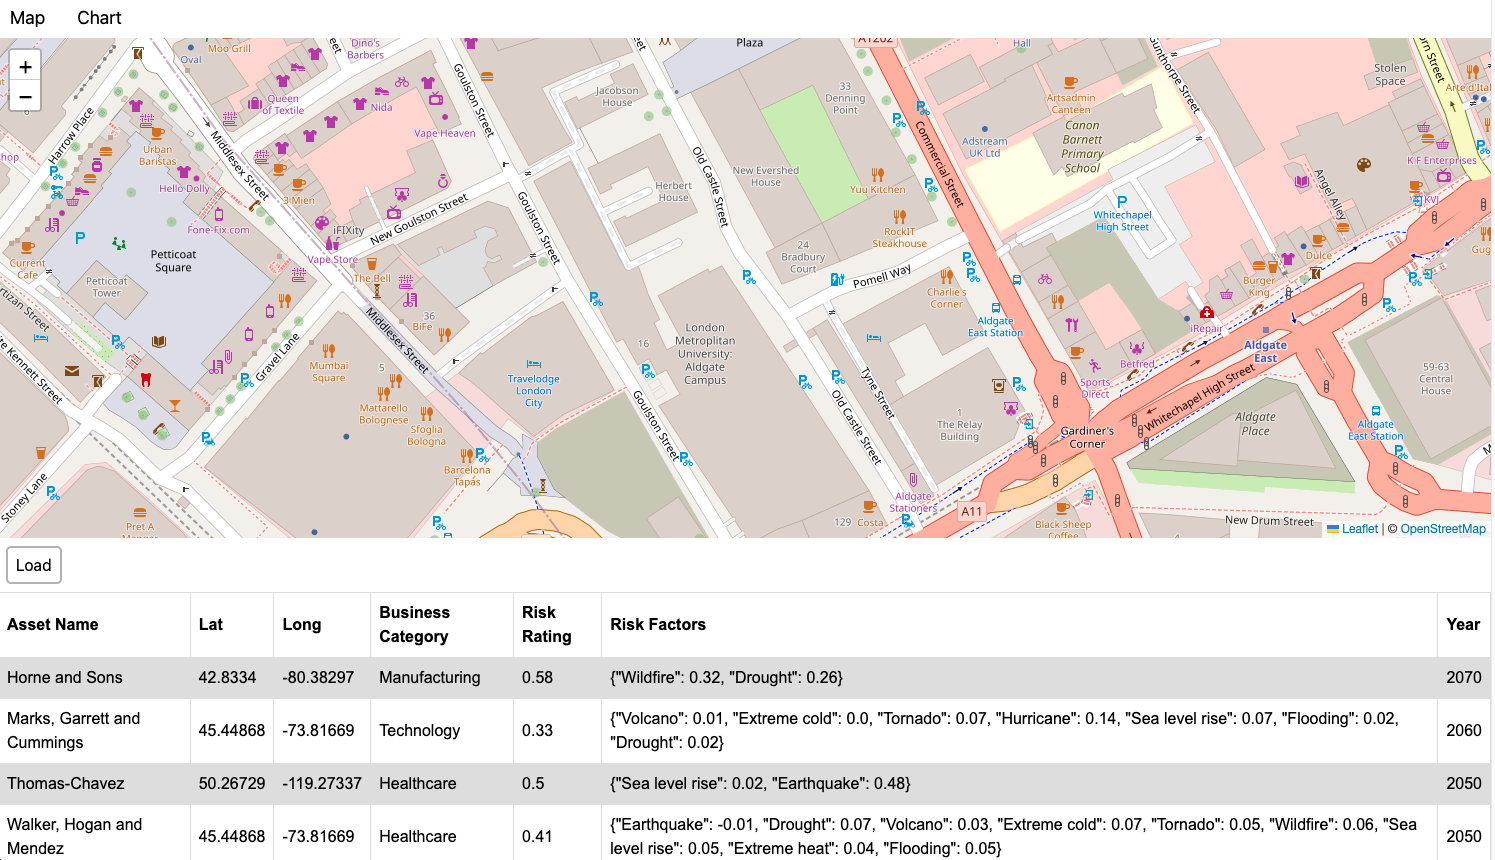 Map Chart
+
−
Moo Grill
Oval
Dino's
Barbers
Queen
of Textile
Nida
Vape Heaven
Goulston Street
Jacobson
House
Plaza
33
Denning
Point
A1202
Hall
Gunthorpe Street
Stolen
Space
Arte d'Ital
Harrow Place
Urban
Baristas
Hello Dolly
Middlesex Street
3 Mien
iFIXity
New Goulston Street
Goulston Street
Herbert
House
Old Castle Street
New Evershed
House
Yuu Kitchen
RockIT
Steakhouse
Commercial Street
Adstream
UK Ltd
Artsadmin
Canteen
Canon
Barnett
Primary
School
Whitechapel
High Street
Angel Alley
K F Enterprises
KVI
Fone-Fix.com
Vape Store
Petticoat
Square
Petticoat
Tower
Current
Cafe
The Bell
36
BiFe
24
Bradbury
Court
Pomell Way
Charlie's
Corner
Aldgate
East Station
Dulce
Burger
King
iRepair
Aldgate
East
Betfred
Sports
Direct
Middlesex Street
Gravel Lane
Mumbai
Square
5
Mattarello
Bolognese
Sfoglia
Bologna
Barcelona
Tapas
Travelodge
London
City
16
London
Metroplitan
University:
Aldgate
Campus
Goulston Street
Tyne Street
Old Castle Street
1
The Relay
Building
Gardiner's
Corner
Whitechapel High Street
Aldgate
Place
59-63
Central
House
Aldgate
East Station
Stoney Lane
Pret A
Aldgate
Stationers
129 Costa
A11
Black Sheep
Coffee
New Drum Street
Leaflet | © OpenStreetMap
Load
Asset Name Lat Long Business Category Risk Rating Risk Factors Year
Horne and Sons 42.8334 -80.38297 Manufacturing 0.58 {"Wildfire": 0.32, "Drought": 0.26} 2070
Marks, Garrett and Cummings 45.44868 -73.81669 Technology 0.33 {"Volcano": 0.01, "Extreme cold": 0.0, "Tornado": 0.07, "Hurricane": 0.14, "Sea level rise": 0.07, "Flooding": 0.02, "Drought": 0.02} 2060
Thomas-Chavez 50.26729 -119.27337 Healthcare 0.5 {"Sea level rise": 0.02, "Earthquake": 0.48} 2050
Walker, Hogan and Mendez 45.44868 -73.81669 Healthcare 0.41 {"Earthquake": -0.01, "Drought": 0.07, "Volcano": 0.03, "Extreme cold": 0.07, "Tornado": 0.05, "Wildfire": 0.06, "Sea level rise": 0.05, "Extreme heat": 0.04, "Flooding": 0.05} 2050